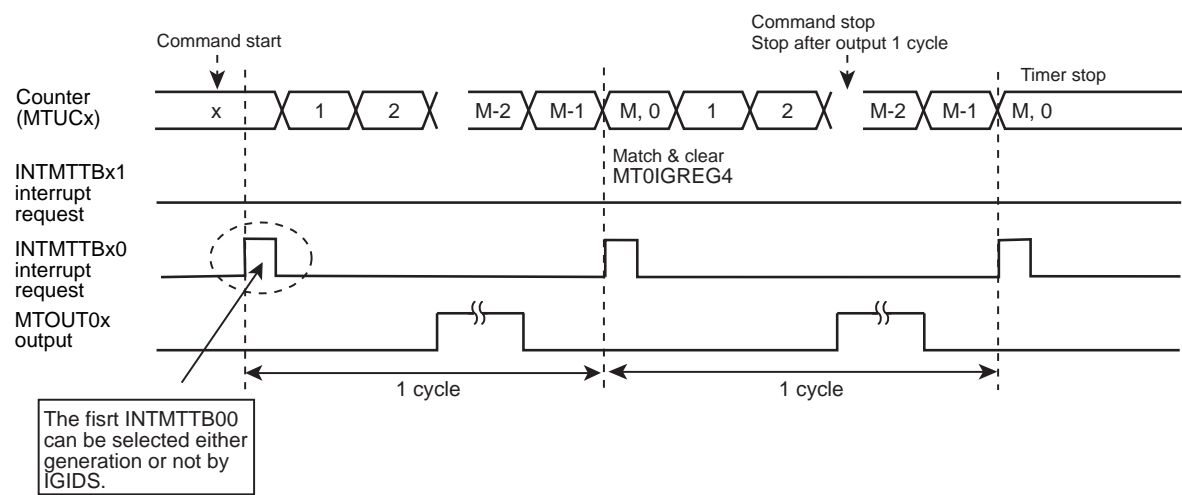 Command start
Command stop
Stop after output 1 cycle
Timer stop
Counter
(MTUCx)
x 1 2 M-2 M-1 M, 0 1 2 M-2 M-1 M, 0
Match & clear
MT0IGREG4
INTMTTBx1
interrupt
request
INTMTTBx0
interrupt
request
MTOUT0x
output
1 cycle 1 cycle
The fisrt INTMTTB00
can be selected either
generation or not by
IGIDS.